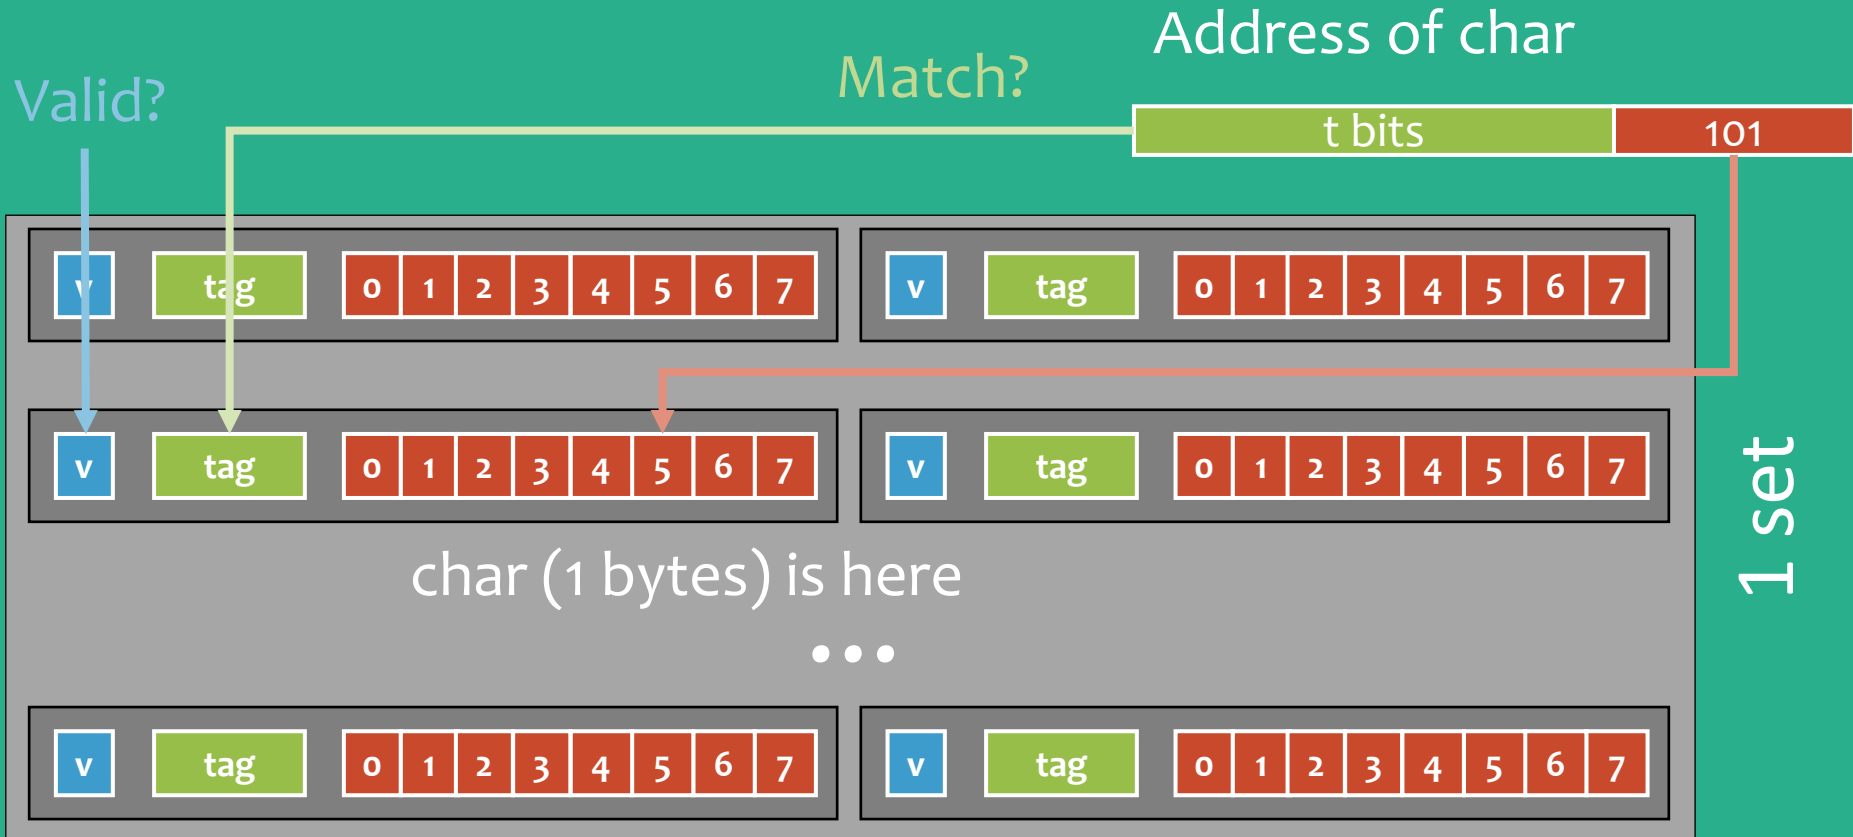 Address of char
Match?
Valid?
t bits 101
v tag 0 1 2 3 4 5 6 7 v tag 0 1 2 3 4 5 6 7
v tag 0 1 2 3 4 5 6 7 v tag 0 1 2 3 4 5 6 7
1 set
char (1 bytes) is here
...
v tag 0 1 2 3 4 5 6 7 v tag 0 1 2 3 4 5 6 7